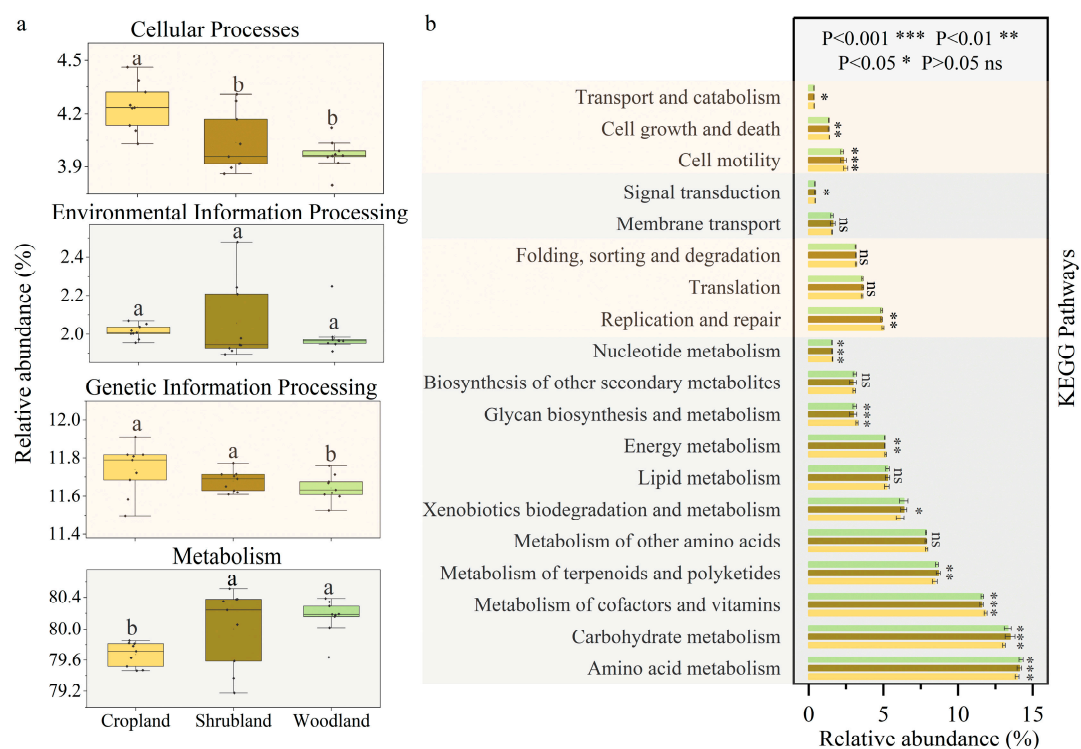 a
Cellular Processes
4.5
4.2
3.9
a
b
b
Environmental Information Processing
2.4
2.2
2.0
a
a
a
Genetic Information Processing
12.0
11.8
11.6
11.4
a
a
b
Metabolism
80.4
80.0
79.6
79.2
b
a
a
Cropland Shrubland Woodland
Relative abundance (%)
b
P<0.001 *** P<0.01 **
P<0.05 * P>0.05 ns
Transport and catabolism *
Cell growth and death **
Cell motility ***
Signal transduction *
Membrane transport ns
Folding, sorting and degradation ns
Translation ns
Replication and repair **
Nucleotide metabolism ***
Biosynthesis of other secondary metabolites ns
Glycan biosynthesis and metabolism ***
Energy metabolism **
Lipid metabolism ns
Xenobiotics biodegradation and metabolism *
Metabolism of other amino acids ns
Metabolism of terpenoids and polyketides **
Metabolism of cofactors and vitamins ***
Carbohydrate metabolism ***
Amino acid metabolism ***
0 5 10 15
Relative abundance (%)
KEGG Pathways